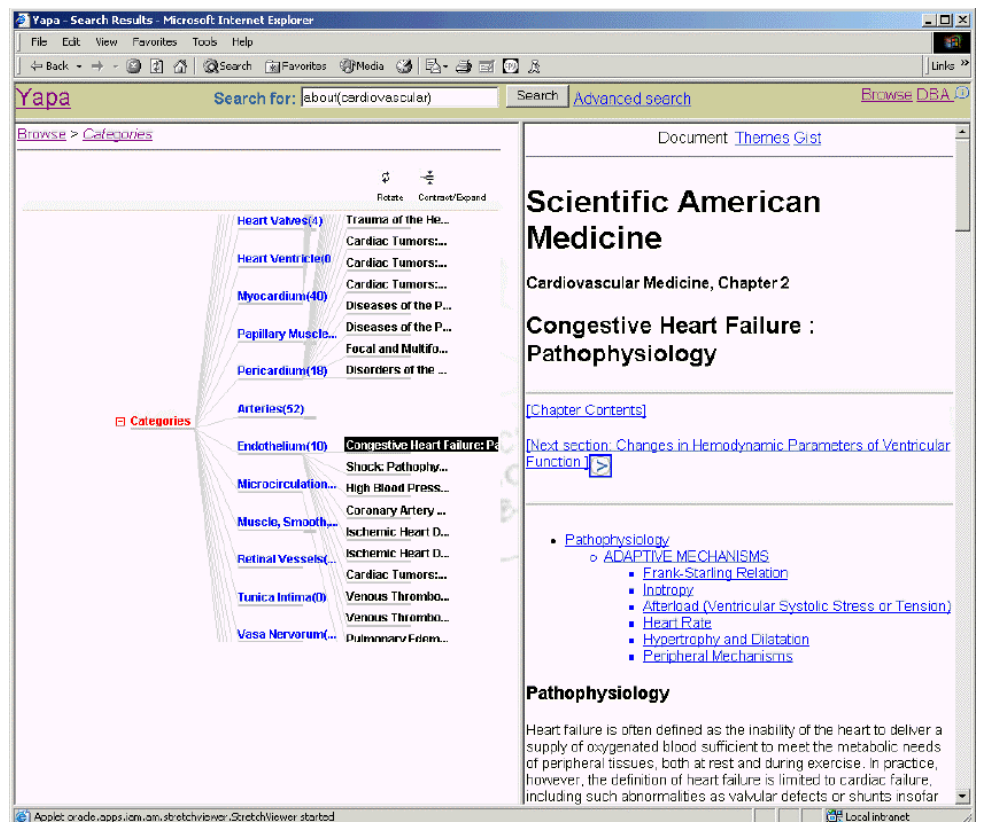 Yapa - Search Results - Microsoft Internet Explorer
File Edit View Favorites Tools Help
Back Search Favorites Media Links »
Yapa Search for: about(cardiovascular) Search Advanced search Browse DBA
Browse > Categories
Rotate Contract/Expand
Heart Valves(4)
Heart Ventricle(0
Myocardium(40)
Papillary Muscle...
Pericardium(18)
Arteries(52)
Categories
Endothelium(10)
Microcirculation...
Muscle, Smooth,...
Retinal Vessels(...
Tunica Intima(0)
Vasa Nervorum(...
Trauma of the He...
Cardiac Tumors:...
Cardiac Tumors:...
Cardiac Tumors:...
Diseases of the P...
Diseases of the P...
Focal and Multifo...
Disorders of the ...
Congestive Heart Failure: Pa
Shock: Pathophy...
High Blood Press...
Coronary Artery ...
Ischemic Heart D...
Ischemic Heart D...
Cardiac Tumors:...
Venous Thrombo...
Venous Thrombo...
Pulmonary Edem...
Document Themes Gist
Scientific American
Medicine
Cardiovascular Medicine, Chapter 2
Congestive Heart Failure :
Pathophysiology
[Chapter Contents]
[Next section: Changes in Hemodynamic Parameters of Ventricular
Function ] >
Pathophysiology
ADAPTIVE MECHANISMS
Frank-Starling Relation
Inotropy
Afterload (Ventricular Systolic Stress or Tension)
Heart Rate
Hypertrophy and Dilatation
Peripheral Mechanisms
Pathophysiology
Heart failure is often defined as the inability of the heart to deliver a
supply of oxygenated blood sufficient to meet the metabolic needs
of peripheral tissues, both at rest and during exercise. In practice,
however, the definition of heart failure is limited to cardiac failure,
including such abnormalities as valvular defects or shunts insofar
Applet oracle.apps.iam.am.stretchviewer.StretchViewer started
Local intranet